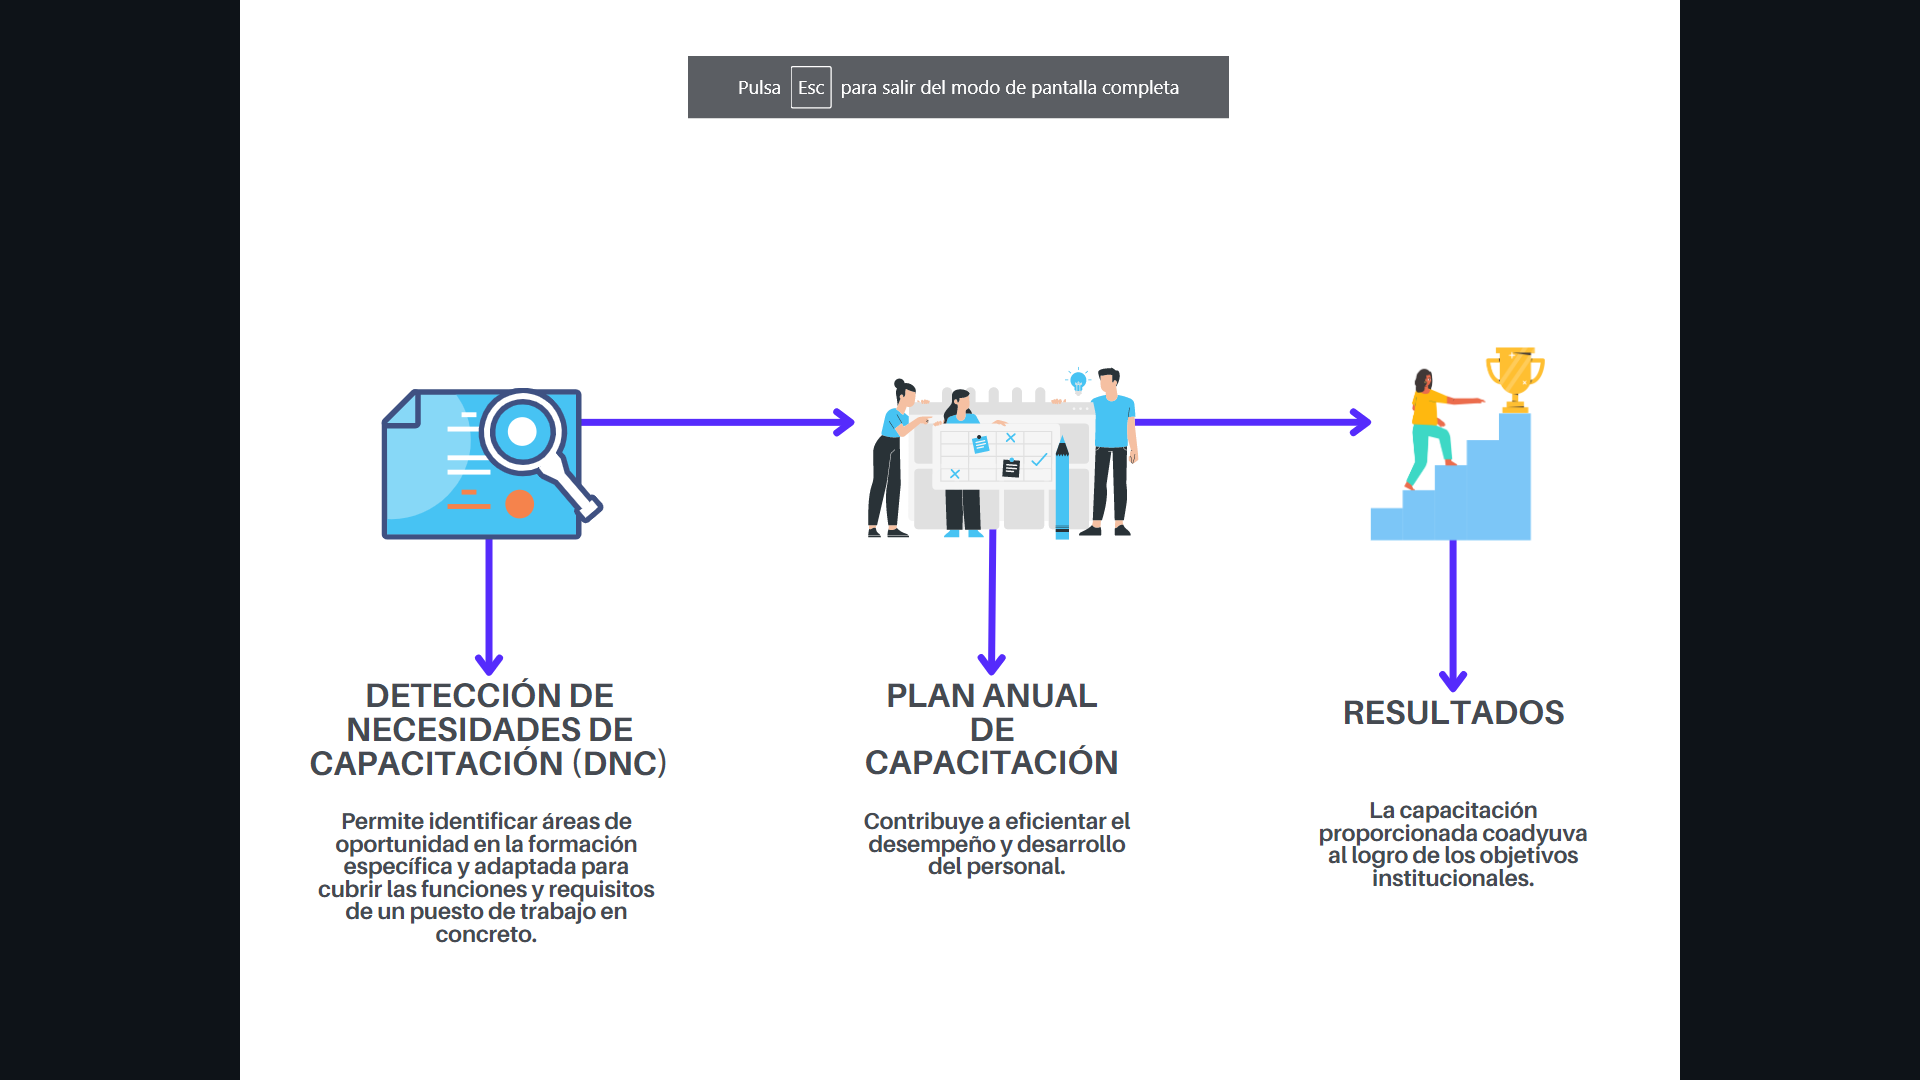 Pulsa Esc para salir del modo de pantalla completa
DETECCIÓN DE
NECESIDADES DE
CAPACITACIÓN (DNC)
Permite identificar áreas de
oportunidad en la formación
específica y adaptada para
cubrir las funciones y requisitos
de un puesto de trabajo en
concreto.
PLAN ANUAL
DE
CAPACITACIÓN
Contribuye a eficientar el
desempeño y desarrollo
del personal.
RESULTADOS
La capacitación
proporcionada coadyuva
al logro de los objetivos
institucionales.